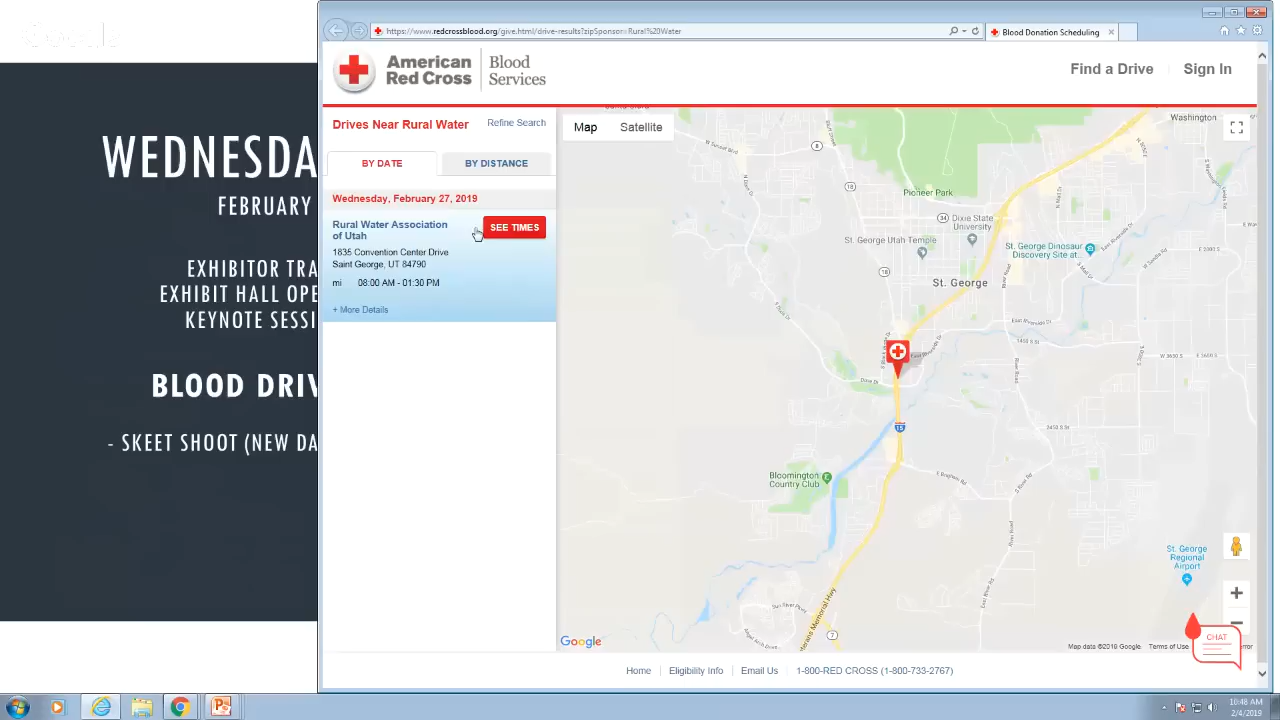 WEDNESDA
FEBRUARY
EXHIBITOR TRA
EXHIBIT HALL OPE
KEYNOTE SESSI
BLOOD DRIV
- SKEET SHOOT (NEW DA
https://www.redcrossblood.org/give.html/drive-results?zipSponsor=Rural%20Water
Blood Donation Scheduling
American
Red Cross
Blood
Services
Find a Drive
Sign In
Drives Near Rural Water
Refine Search
BY DATE
BY DISTANCE
Wednesday, February 27, 2019
Rural Water Association
of Utah
SEE TIMES
1835 Convention Center Drive
Saint George, UT 84790
mi 08:00 AM - 01:30 PM
+ More Details
Map
Satellite
Washington
Pioneer Park
Dixie State
University
St. George Utah Temple
St. George Dinosaur
Discovery Site at...
St. George
Bloomington
Country Club
St. George
Regional
Airport
8
18
34
18
15
7
Google
Map data ©2019 Google
Terms of Use
CHAT
Home
Eligibility Info
Email Us
1-800-RED CROSS (1-800-733-2767)
10:48 AM
2/4/2019